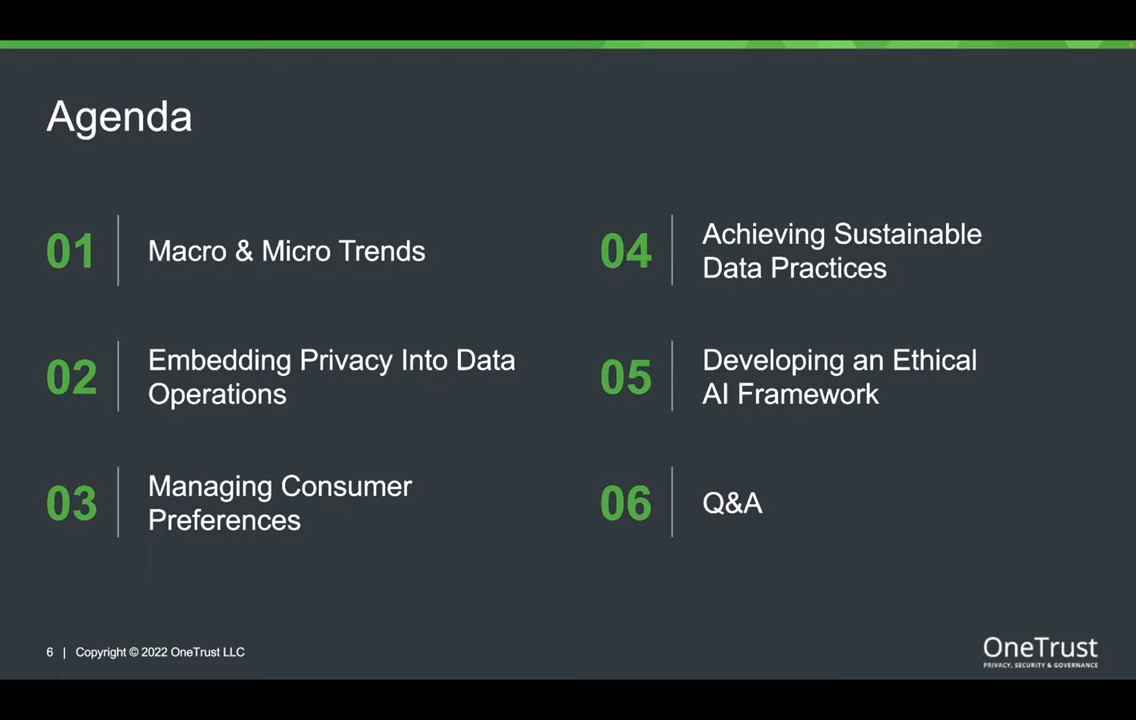 Agenda
01
Macro & Micro Trends
02
Embedding Privacy Into Data
Operations
03
Managing Consumer
Preferences
04
Achieving Sustainable
Data Practices
05
Developing an Ethical
AI Framework
06
Q&A
6 | Copyright © 2022 OneTrust LLC
OneTrust
PRIVACY, SECURITY & GOVERNANCE